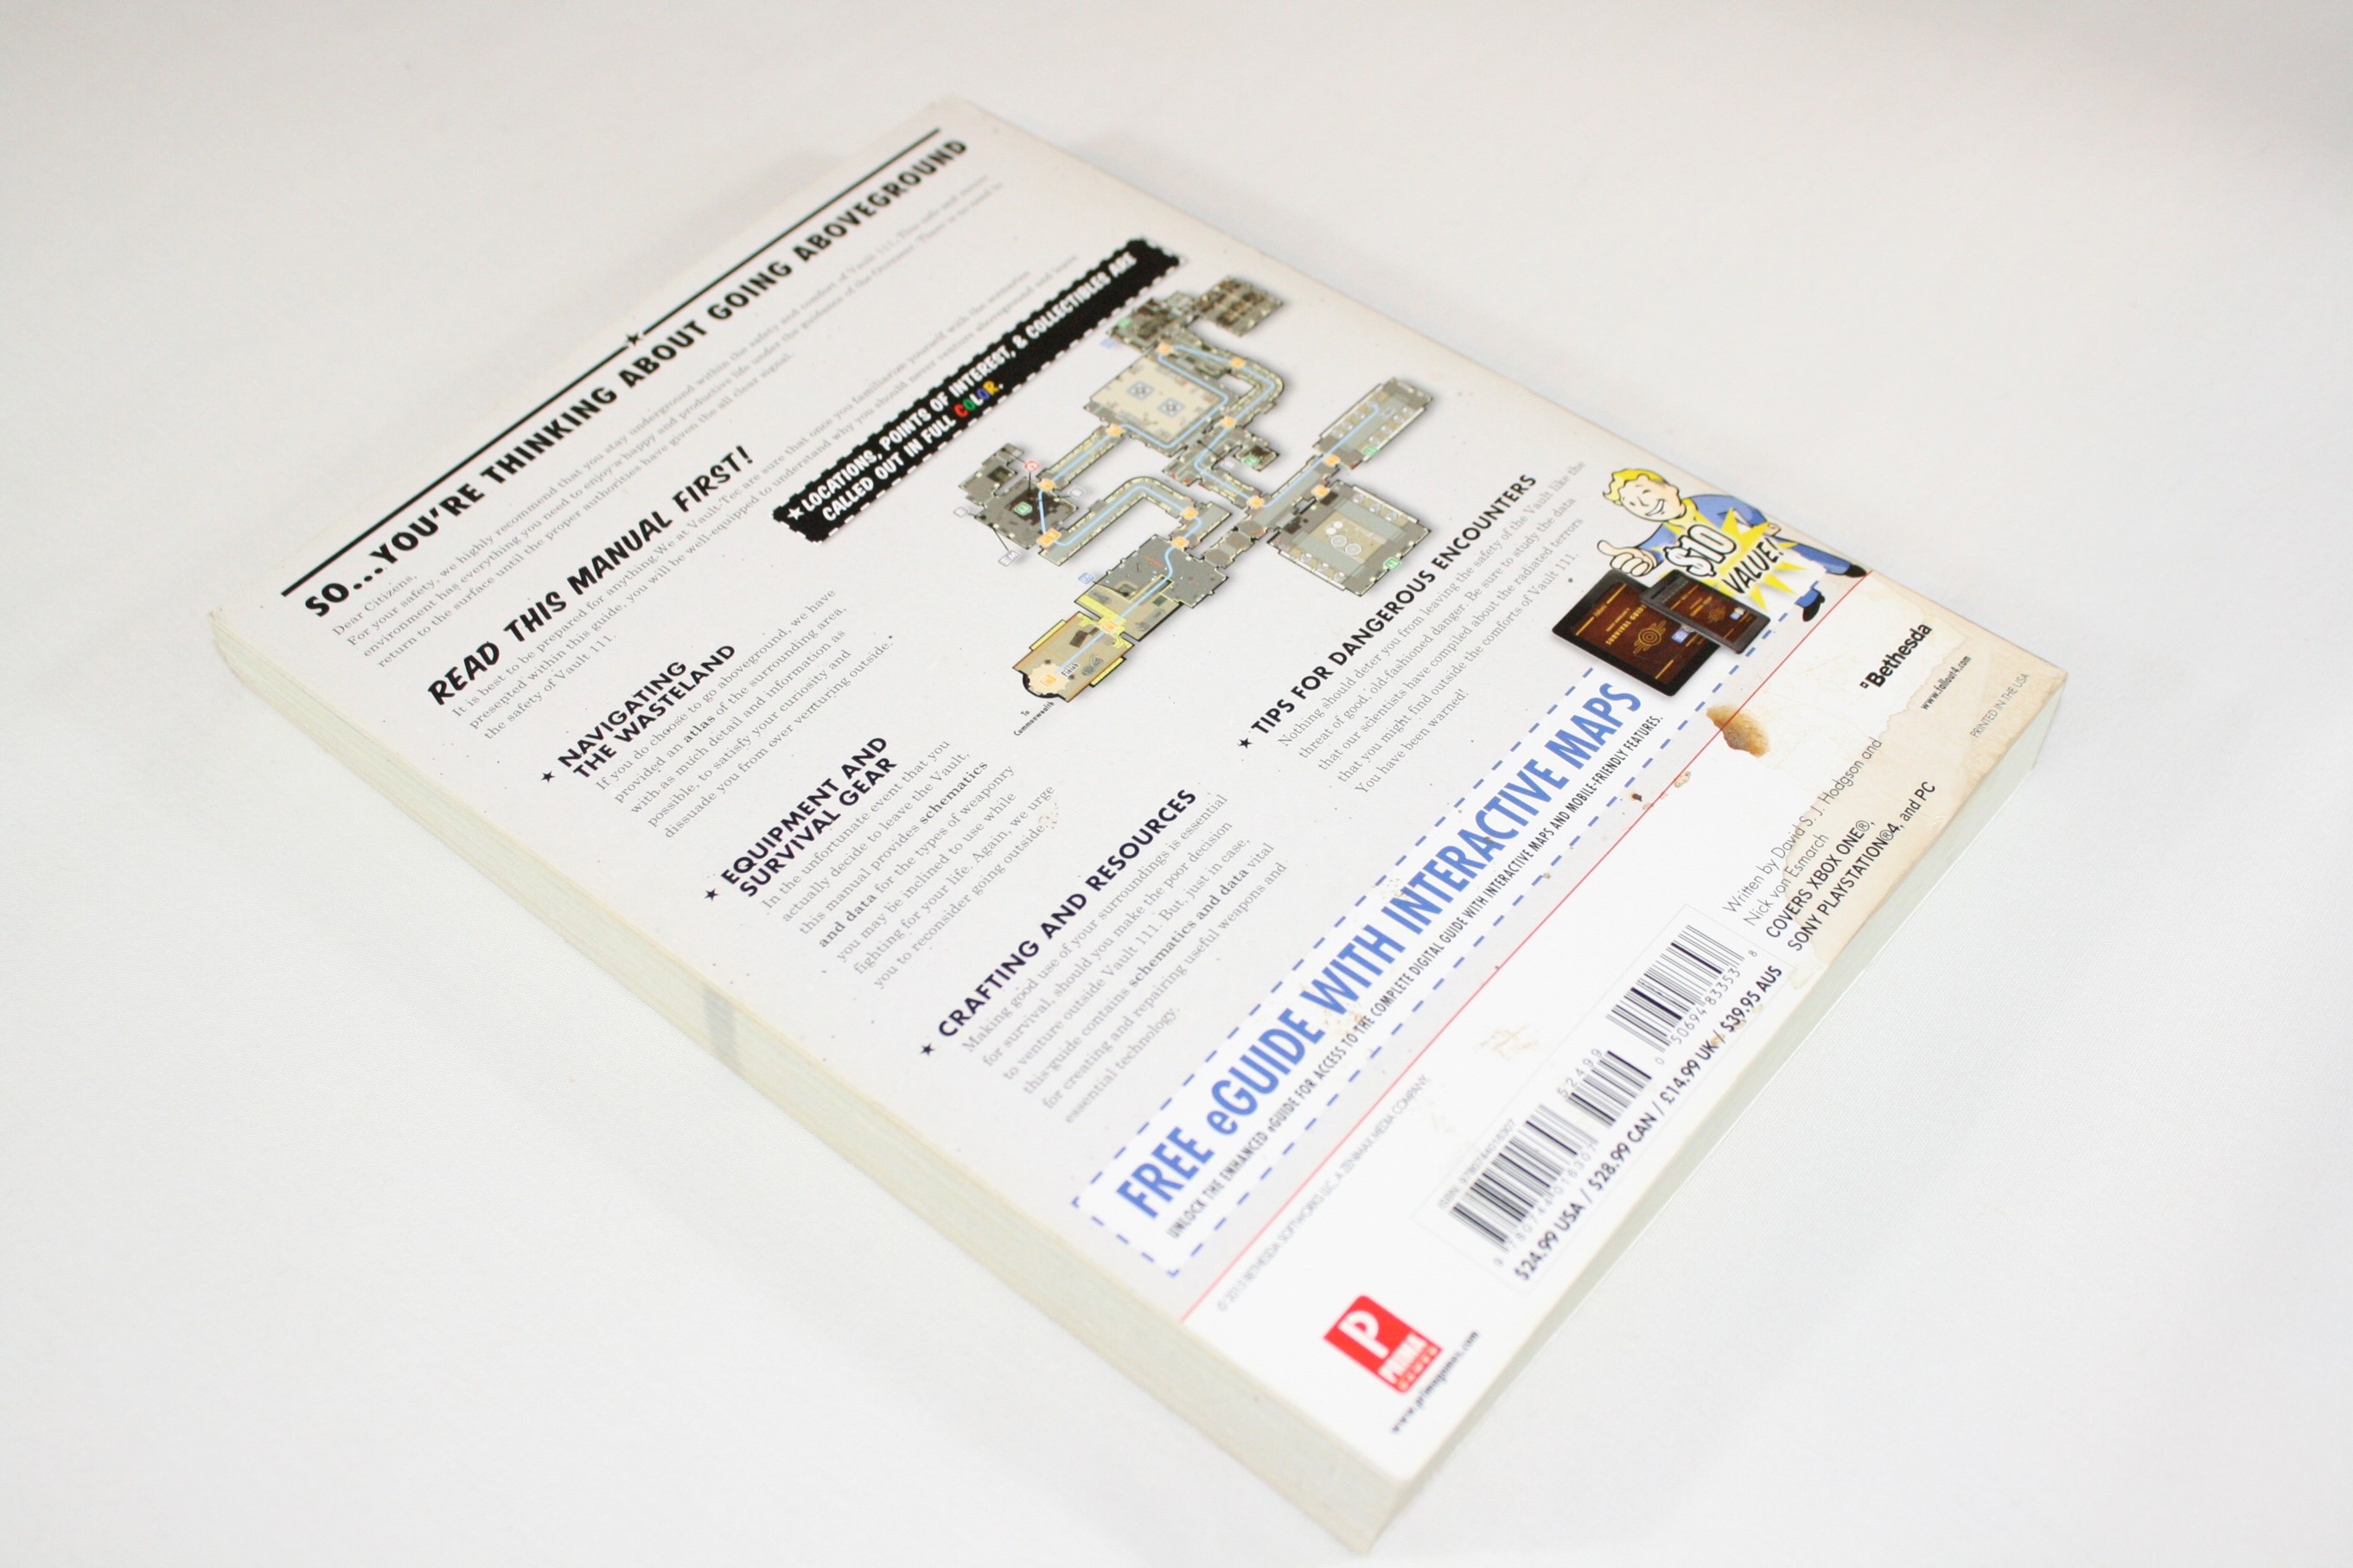 SO...YOU'RE THINKING ABOUT GOING ABOVEGROUND
Dear Citizens,
For your safety, we highly recommend that you stay underground within the safety and comfort of Vault 111. This safe and
environment has everything you need to enjoy a happy and productive life under the guidance of the Overseer. There is no need to
return to the surface until the proper authorities have given the all clear signal.
READ THIS MANUAL FIRST!
It is best to be prepared for anything. We at Vault-Tec are sure that once you familiarize yourself with the
presented within this guide, you will be well-equipped to understand why you should never venture aboveground and leave
the safety of Vault 111.
LOCATIONS, POINTS OF INTEREST, & COLLECTIBLES ARE
CALLED OUT IN FULL COLOR.
NAVIGATING
THE WASTELAND
If you do choose to go aboveground, we have
provided an atlas of the surrounding area,
with as much detail and information as
possible, to satisfy your curiosity and
dissuade you from ever venturing outside.
EQUIPMENT AND
SURVIVAL GEAR
In the unfortunate event that you
actually decide to leave the Vault,
this manual provides schematics
and data for the types of weaponry
you may be inclined to use while
fighting for your life. Again, we urge
you to reconsider going outside.
CRAFTING AND RESOURCES
Making good use of your surroundings is essential
for survival, should you make the poor decision
to venture outside Vault 111. But, just in case,
this guide contains schematics and data vital
for creating and repairing useful weapons and
essential technology.
To
Commonwealth
TIPS FOR DANGEROUS ENCOUNTERS
Nothing should deter you from leaving the safety of the Vault like the
threat of good, old-fashioned danger. Be sure to study the data
that our scientists have compiled about the radiated terrors
that you might find outside the comforts of Vault 111.
You have been warned!
$10
VALUE!
SURVIVAL GUIDE
FREE eGUIDE WITH INTERACTIVE MAPS
UNLOCK THE ENHANCED eGUIDE FOR ACCESS TO THE COMPLETE DIGITAL GUIDE WITH INTERACTIVE MAPS AND MOBILE-FRIENDLY FEATURES.
© 2015 BETHESDA SOFTWORKS LLC, A ZENIMAX MEDIA COMPANY.
P
PRIMA
GAMES
www.primagames.com
ISBN: 9780744016307
52499
9 780744 016307
0 50694 83353 8
$24.99 USA / $28.99 CAN / £14.99 UK / $39.95 AUS
Written by David S. J. Hodgson and
Nick von Esmarch
COVERS XBOX ONE®,
SONY PLAYSTATION®4, and PC
Bethesda
www.fallout4.com
PRINTED IN THE USA